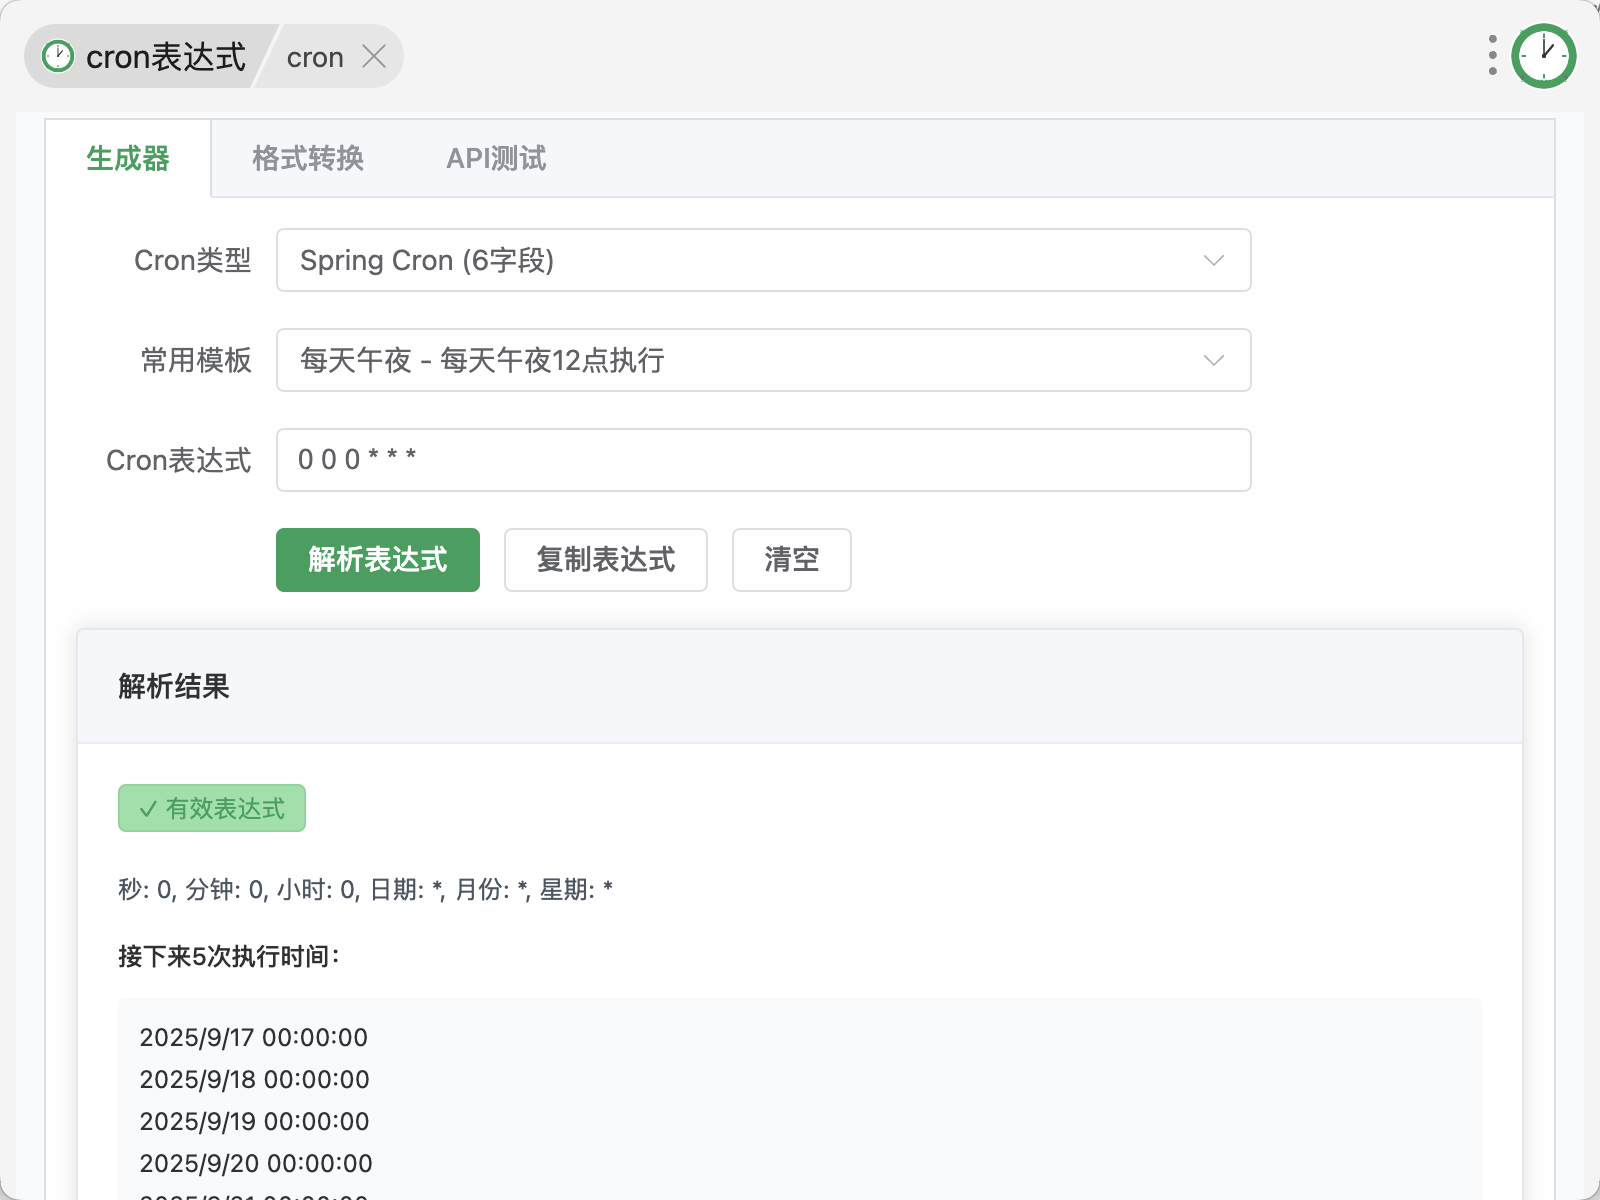 cron表达式 cron
生成器 格式转换 API测试
Cron类型 Spring Cron (6字段)
常用模板 每天午夜 - 每天午夜12点执行
Cron表达式 0 0 0 * * *
解析表达式 复制表达式 清空
解析结果
✓ 有效表达式
秒: 0, 分钟: 0, 小时: 0, 日期: *, 月份: *, 星期: *
接下来5次执行时间：
2025/9/17 00:00:00
2025/9/18 00:00:00
2025/9/19 00:00:00
2025/9/20 00:00:00
2025/9/21 00:00:00